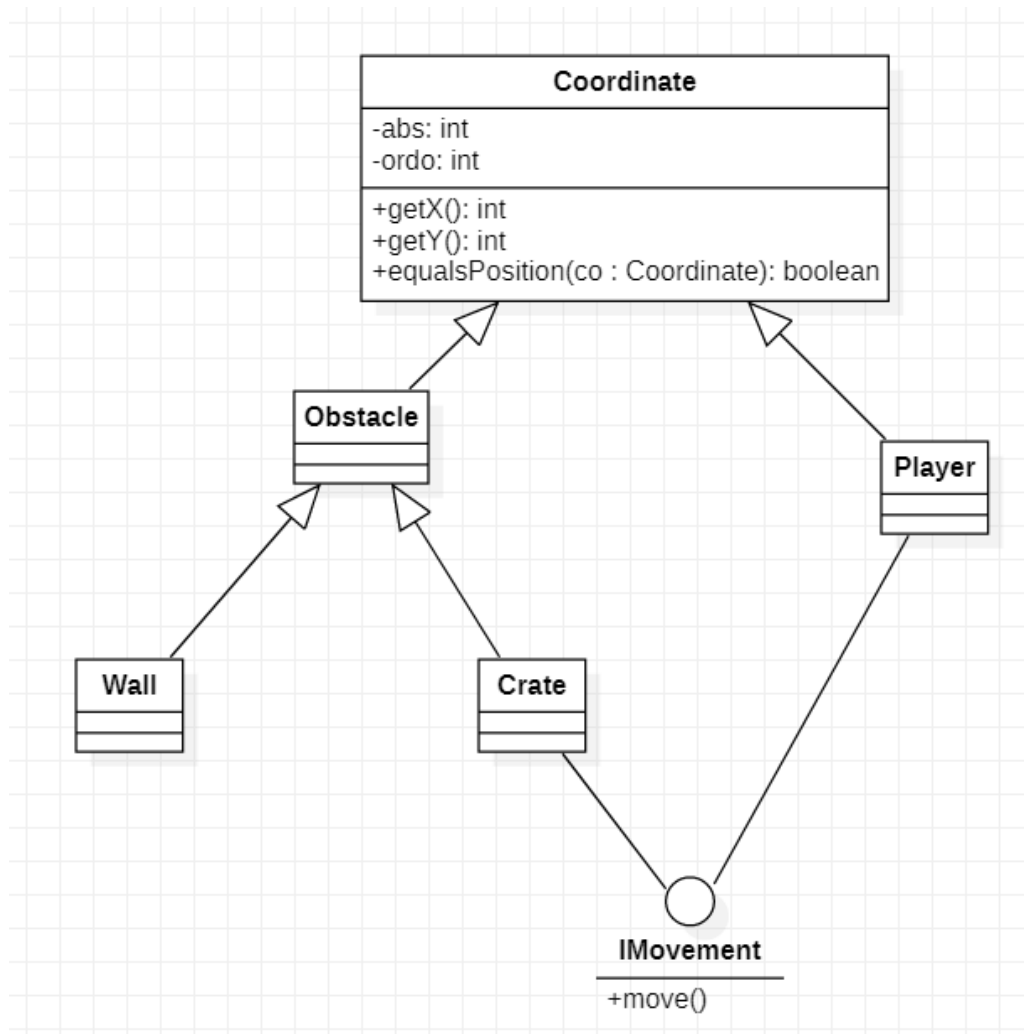 Coordinate
-abs: int
-ordo: int
+getX(): int
+getY(): int
+equalsPosition(co : Coordinate): boolean
Obstacle
Player
Wall
Crate
IMovement
+move()